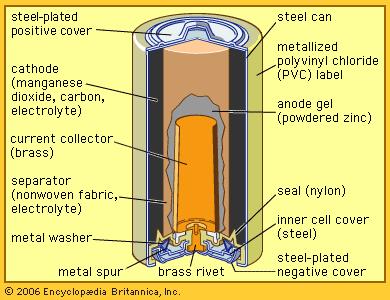 steel-plated
positive cover
cathode
(manganese
dioxide, carbon,
electrolyte)
current collector
(brass)
separator
(nonwoven fabric,
electrolyte)
metal washer
metal spur
brass rivet
steel can
metallized
polyvinyl chloride
(PVC) label
anode gel
(powdered zinc)
seal (nylon)
inner cell cover
(steel)
steel-plated
negative cover
© 2006 Encyclopædia Britannica, Inc.